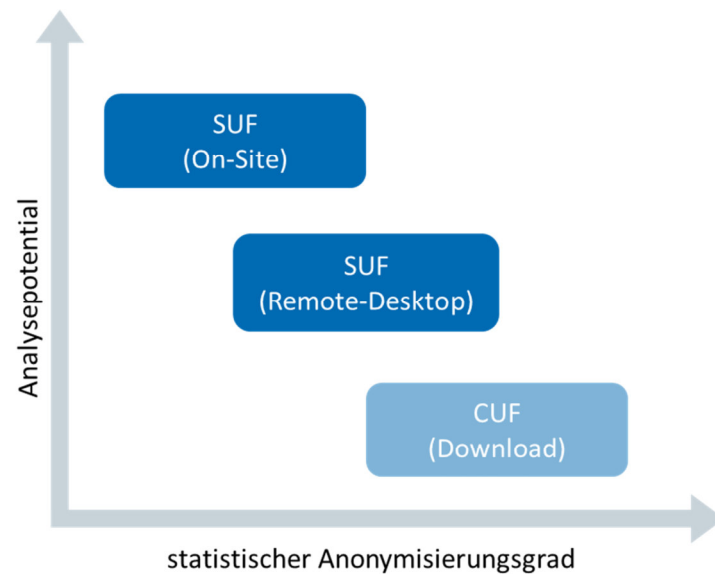 Analysepotential
SUF
(On-Site)
SUF
(Remote-Desktop)
CUF
(Download)
statistischer Anonymisierungsgrad